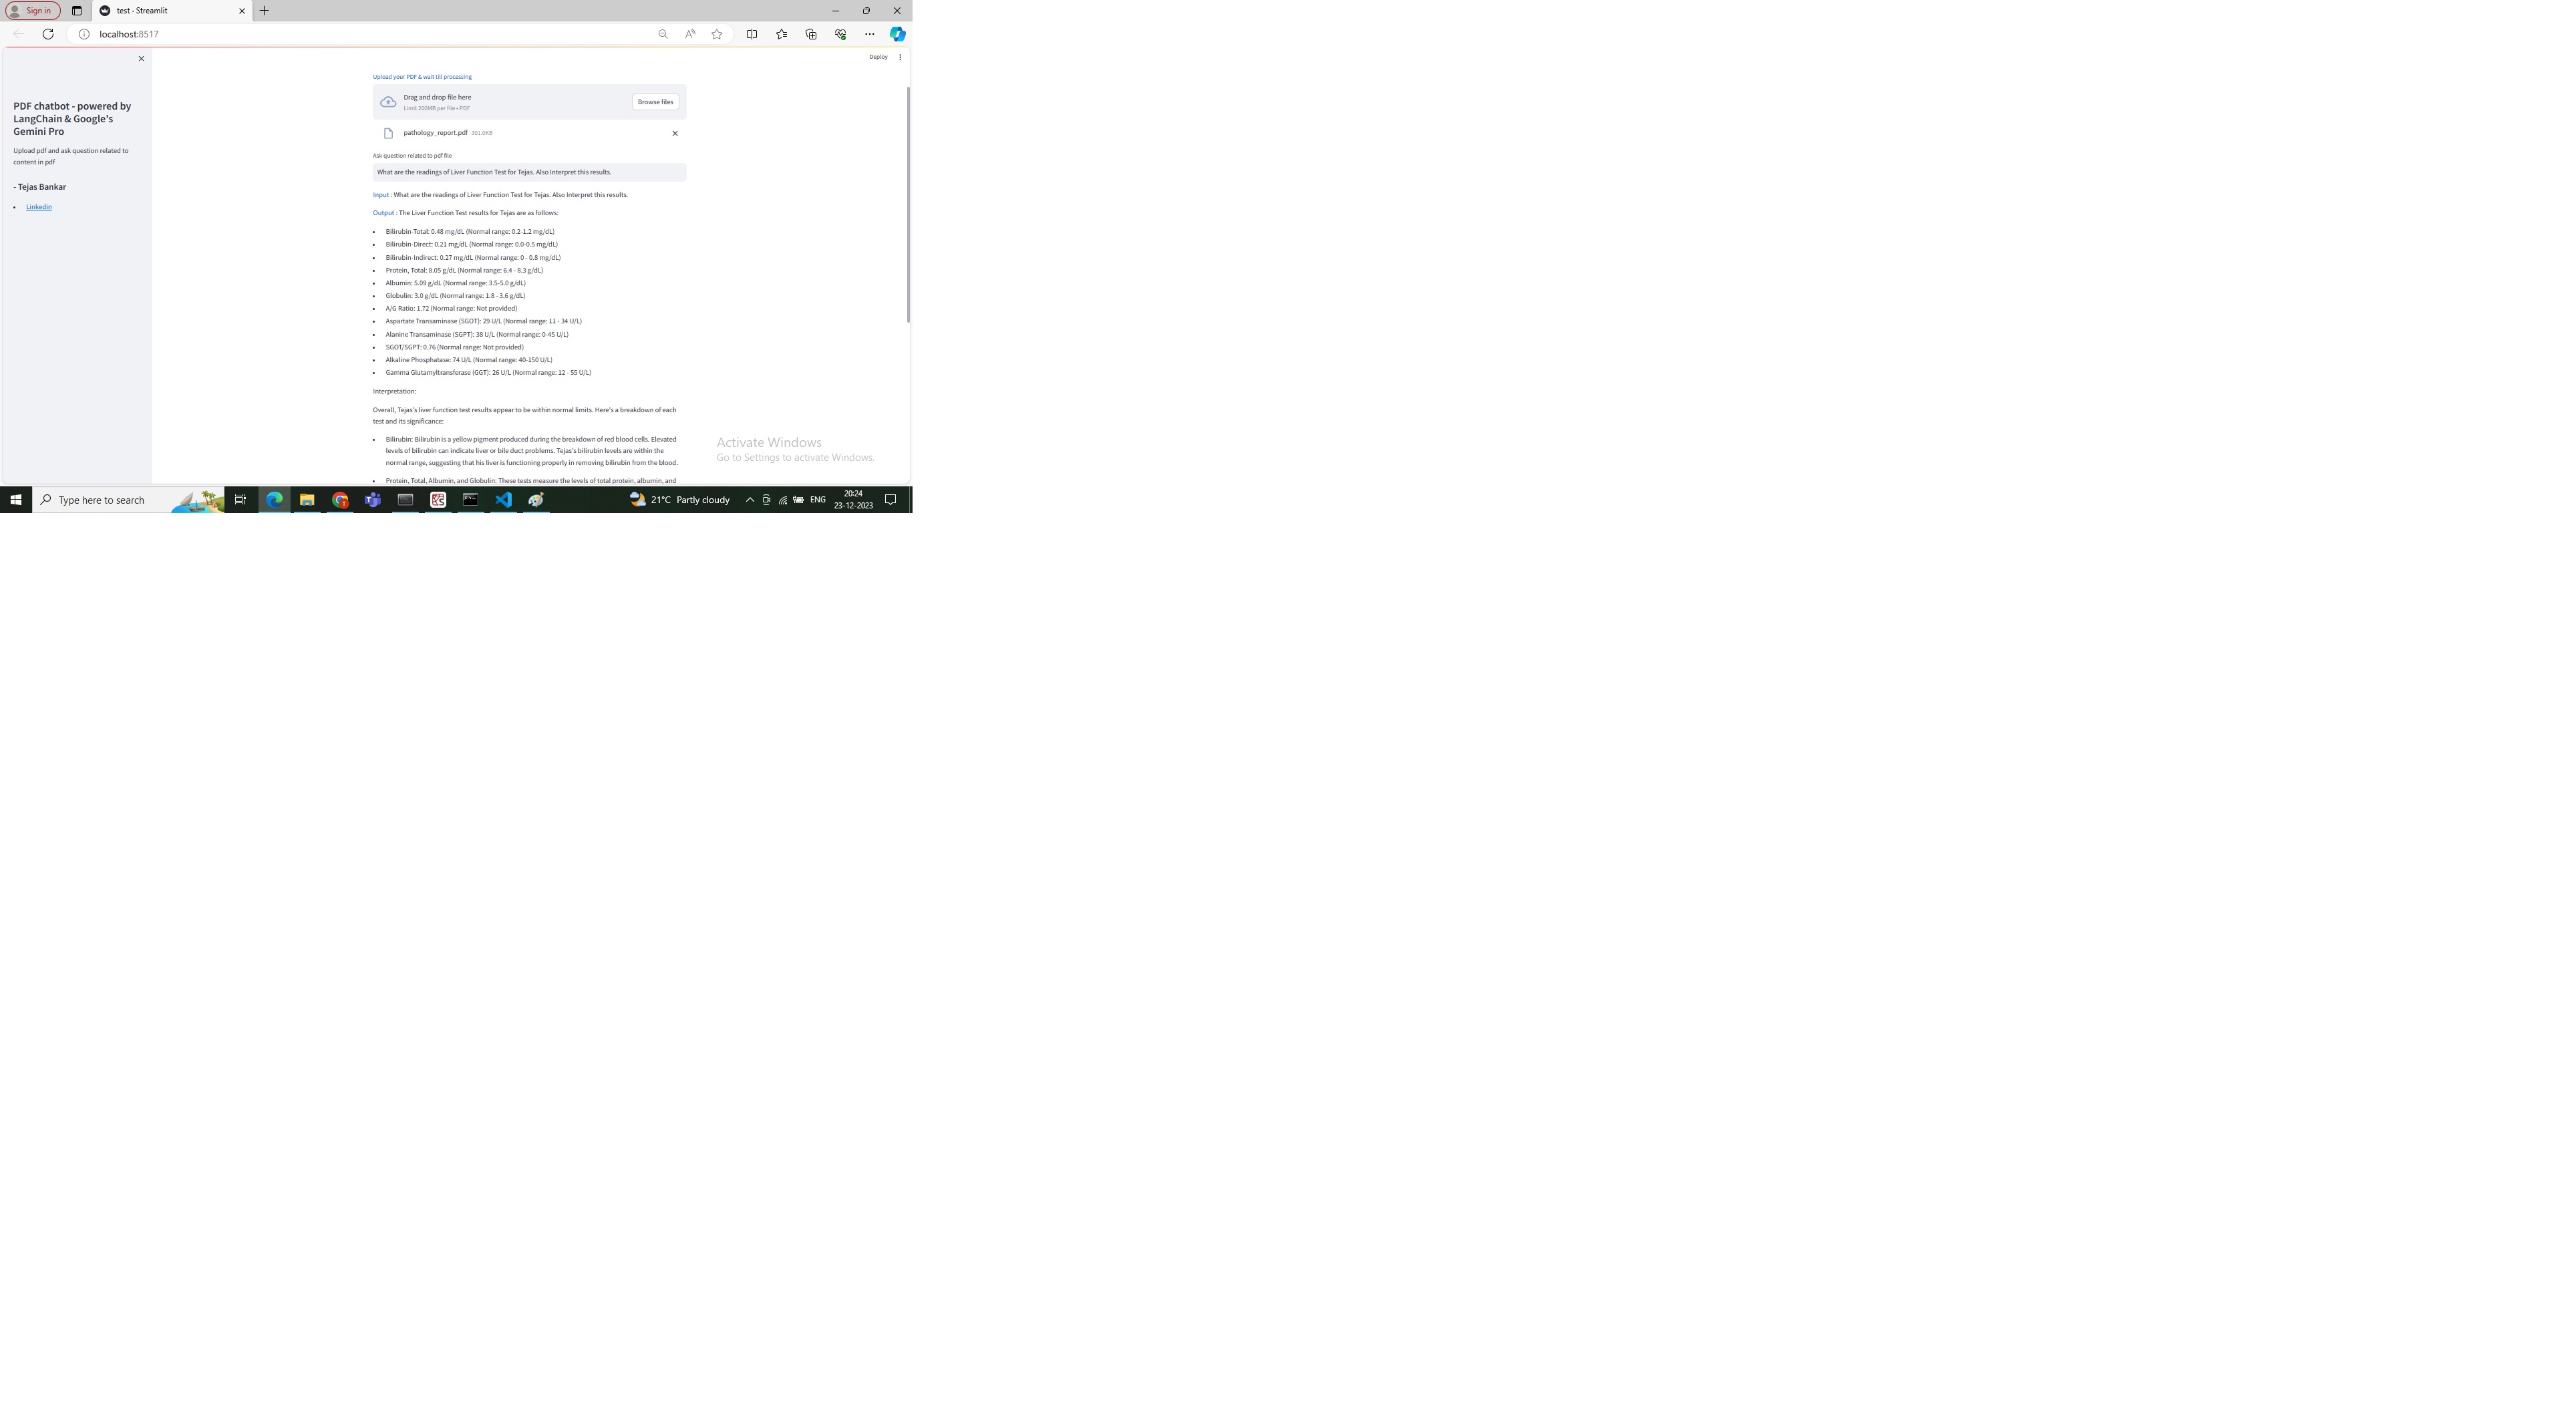 Sign in
test - Streamlit
localhost:8517
Deploy
PDF chatbot - powered by
LangChain & Google's
Gemini Pro
Upload pdf and ask question related to
content in pdf
- Tejas Bankar
Linkedin
Upload your PDF & wait till processing
Drag and drop file here
Limit 200MB per file • PDF
Browse files
pathology_report.pdf 301.0KB
Ask question related to pdf file
What are the readings of Liver Function Test for Tejas. Also Interpret this results.
Input : What are the readings of Liver Function Test for Tejas. Also Interpret this results.
Output : The Liver Function Test results for Tejas are as follows:
• Bilirubin-Total: 0.48 mg/dL (Normal range: 0.2-1.2 mg/dL)
• Bilirubin-Direct: 0.21 mg/dL (Normal range: 0.0-0.5 mg/dL)
• Bilirubin-Indirect: 0.27 mg/dL (Normal range: 0 - 0.8 mg/dL)
• Protein, Total: 8.05 g/dL (Normal range: 6.4 - 8.3 g/dL)
• Albumin: 5.09 g/dL (Normal range: 3.5-5.0 g/dL)
• Globulin: 3.0 g/dL (Normal range: 1.8 - 3.6 g/dL)
• A/G Ratio: 1.72 (Normal range: Not provided)
• Aspartate Transaminase (SGOT): 29 U/L (Normal range: 11 - 34 U/L)
• Alanine Transaminase (SGPT): 38 U/L (Normal range: 0-45 U/L)
• SGOT/SGPT: 0.76 (Normal range: Not provided)
• Alkaline Phosphatase: 74 U/L (Normal range: 40-150 U/L)
• Gamma Glutamyltransferase (GGT): 26 U/L (Normal range: 12 - 55 U/L)
Interpretation:
Overall, Tejas's liver function test results appear to be within normal limits. Here's a breakdown of each
test and its significance:
• Bilirubin: Bilirubin is a yellow pigment produced during the breakdown of red blood cells. Elevated
levels of bilirubin can indicate liver or bile duct problems. Tejas's bilirubin levels are within the
normal range, suggesting that his liver is functioning properly in removing bilirubin from the blood.
• Protein, Total, Albumin, and Globulin: These tests measure the levels of total protein, albumin, and
Activate Windows
Go to Settings to activate Windows.
Type here to search
21°C Partly cloudy
ENG
20:24
23-12-2023